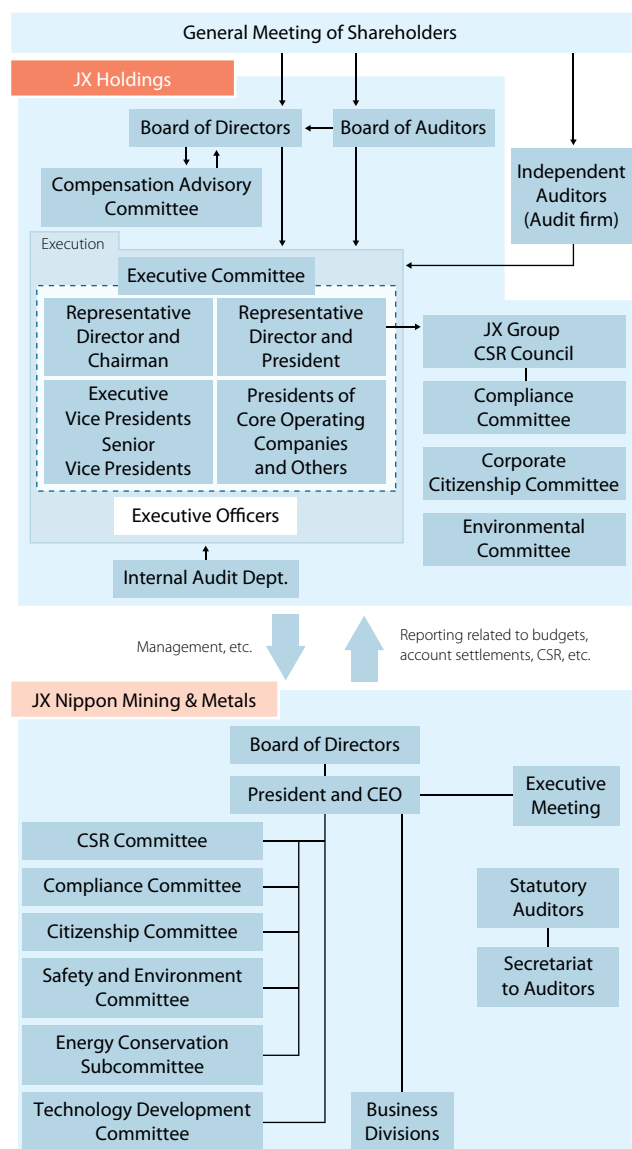 General Meeting of Shareholders
JX Holdings
Board of Directors
Board of Auditors
Compensation Advisory
Committee
Independent
Auditors
(Audit firm)
Execution
Executive Committee
Representative
Director and
Chairman
Representative
Director and
President
Executive
Vice Presidents
Senior
Vice Presidents
Presidents of
Core Operating
Companies
and Others
Executive Officers
JX Group
CSR Council
Compliance
Committee
Corporate
Citizenship Committee
Environmental
Committee
Internal Audit Dept.
Management, etc.
Reporting related to budgets,
account settlements, CSR, etc.
JX Nippon Mining & Metals
Board of Directors
President and CEO
Executive
Meeting
CSR Committee
Compliance Committee
Citizenship Committee
Safety and Environment
Committee
Energy Conservation
Subcommittee
Technology Development
Committee
Statutory
Auditors
Secretariat
to Auditors
Business
Divisions